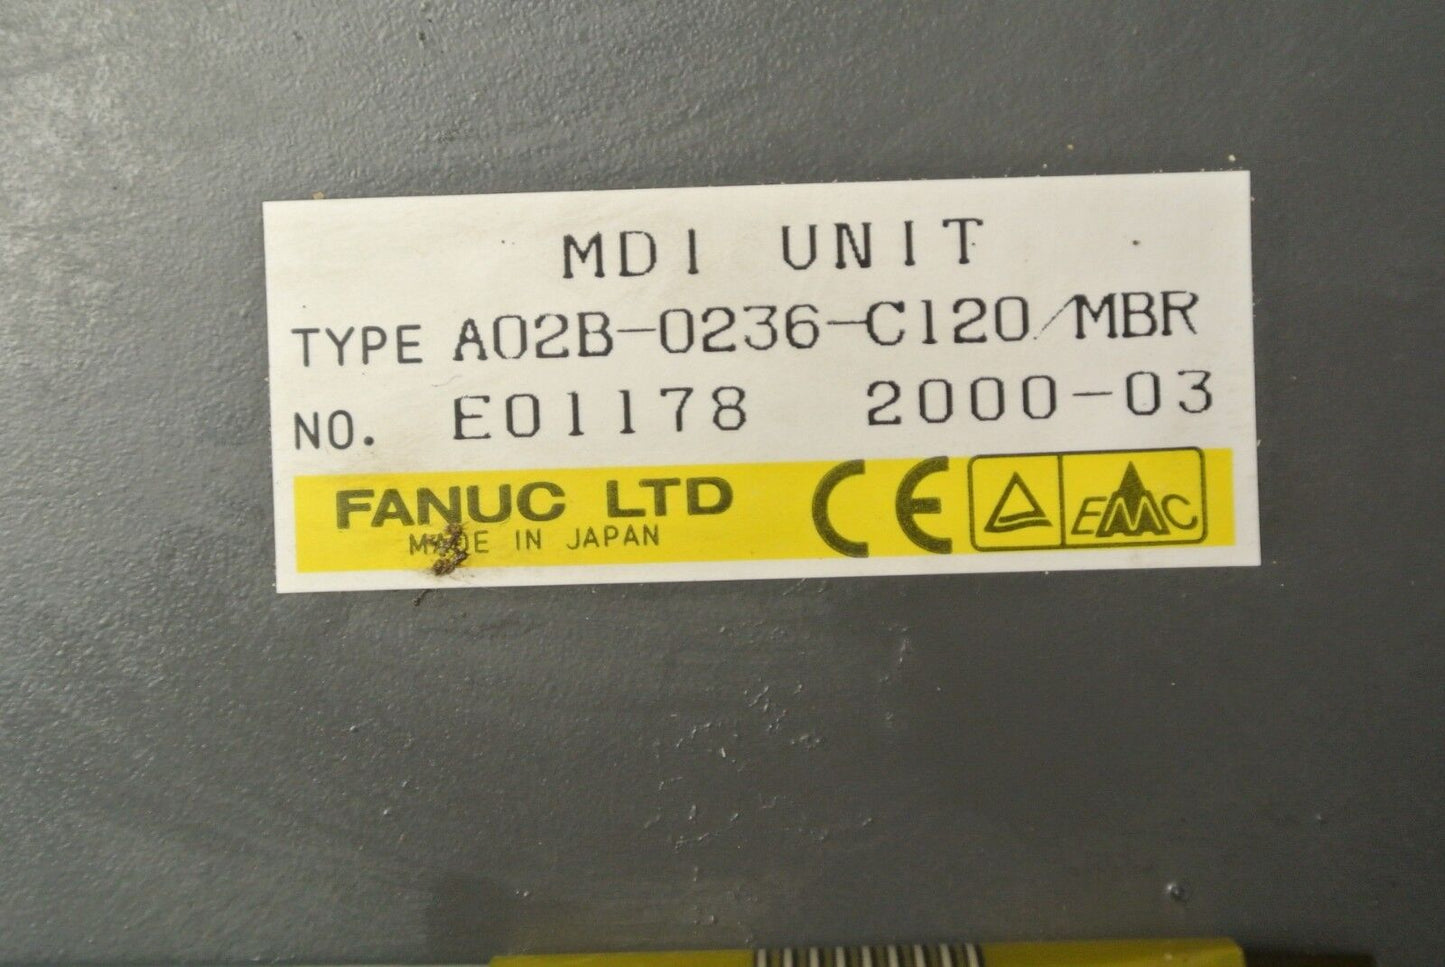 MDI UNIT
TYPE A02B-0236-C120/MBR
NO. E01178 2000-03
FANUC LTD
MADE IN JAPAN
CE
EMC